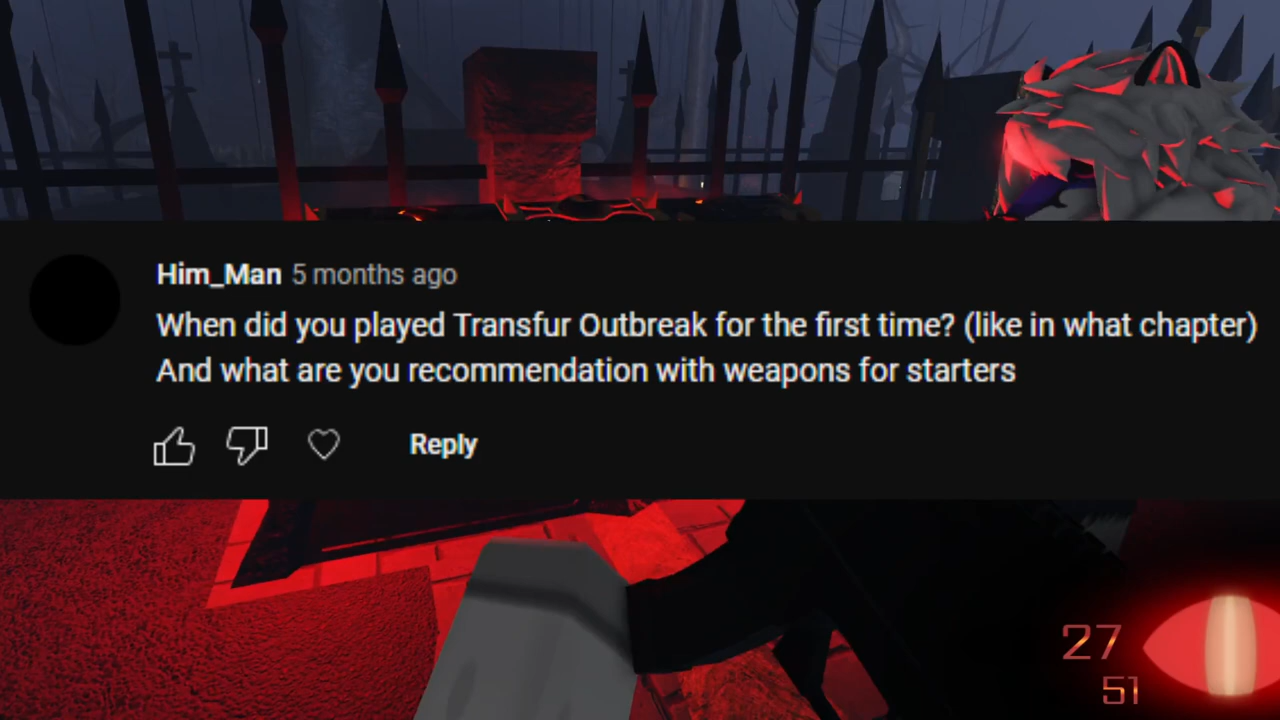 Him_Man 5 months ago
When did you played Transfur Outbreak for the first time? (like in what chapter)
And what are you recommendation with weapons for starters
Reply
27
51